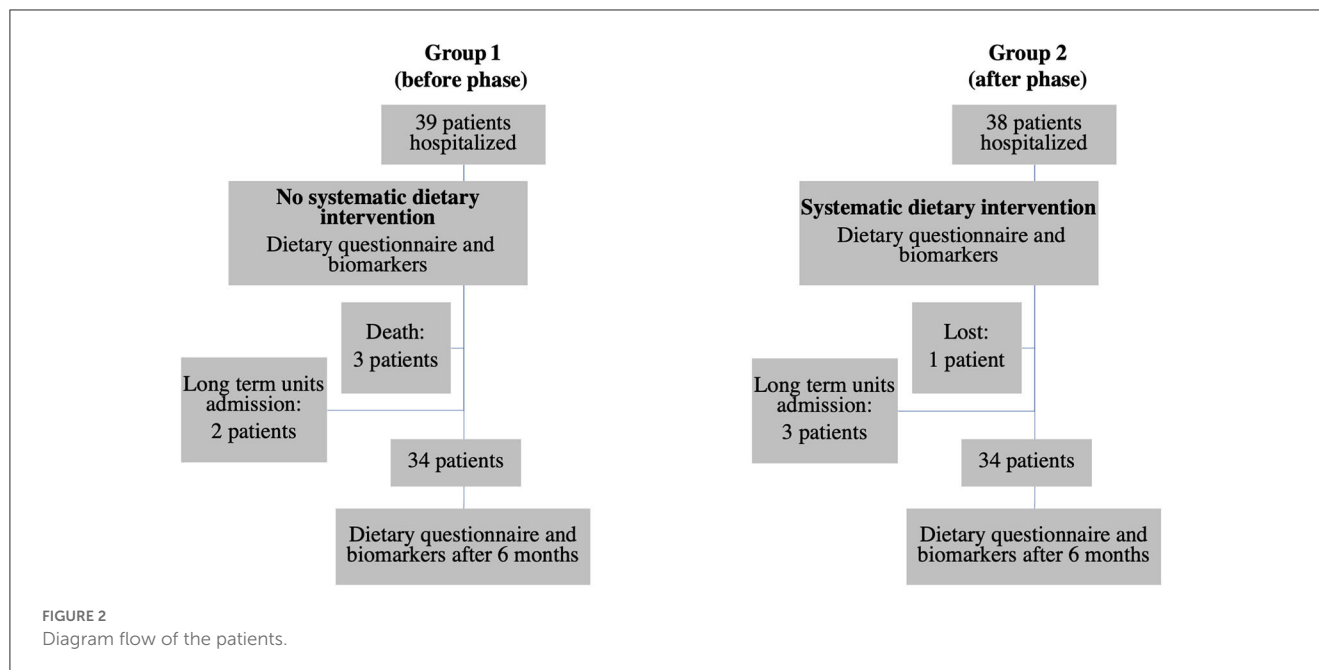 Group 1
(before phase)
39 patients
hospitalized
No systematic dietary
intervention
Dietary questionnaire and
biomarkers
Death:
3 patients
Long term units
admission:
2 patients
34 patients
Dietary questionnaire and
biomarkers after 6 months
Group 2
(after phase)
38 patients
hospitalized
Systematic dietary intervention
Dietary questionnaire and
biomarkers
Lost:
1 patient
Long term units
admission:
3 patients
34 patients
Dietary questionnaire and
biomarkers after 6 months
FIGURE 2
Diagram flow of the patients.